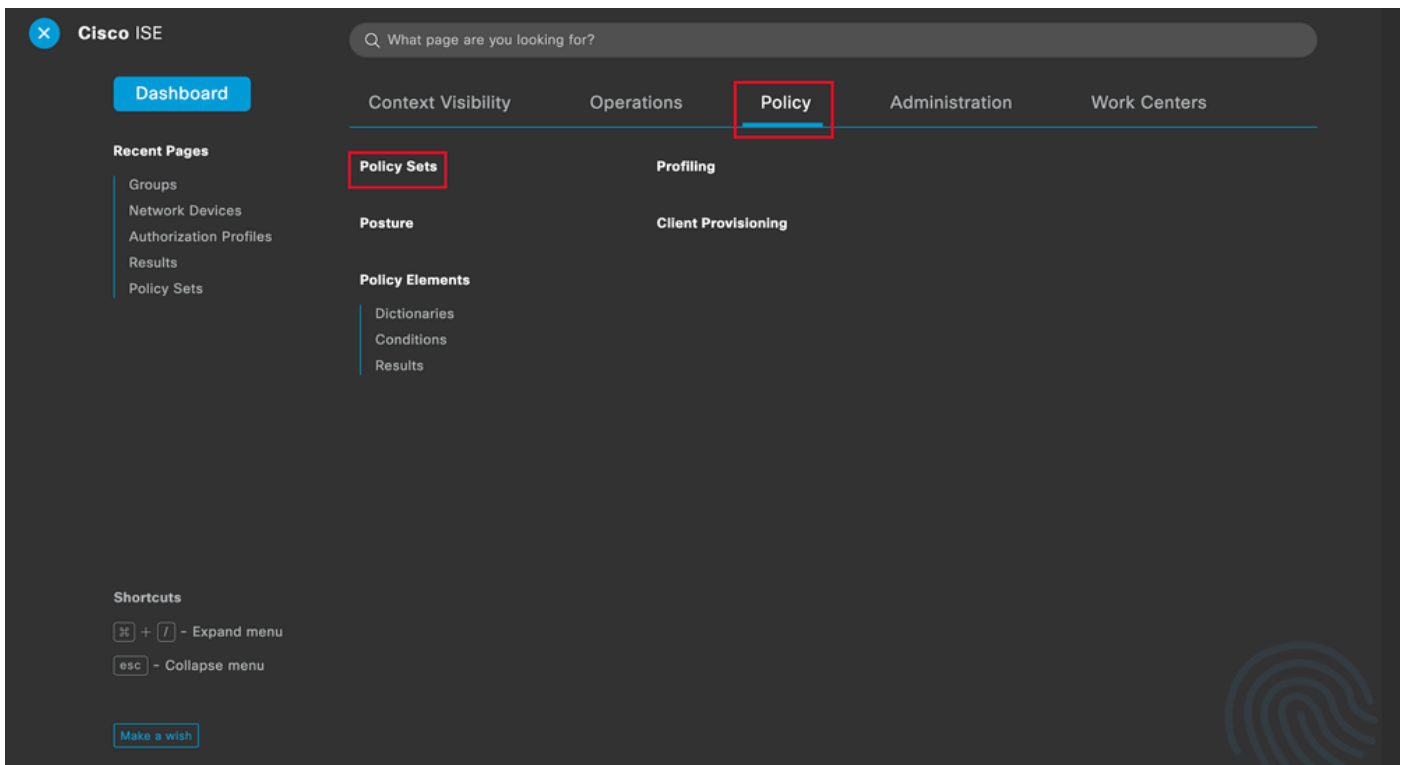 Cisco ISE
What page are you looking for?
Dashboard
Context Visibility Operations Policy Administration Work Centers
Recent Pages
Groups
Network Devices
Authorization Profiles
Results
Policy Sets
Policy Sets Profiling
Posture Client Provisioning
Policy Elements
Dictionaries
Conditions
Results
Shortcuts
⌘ + / - Expand menu
esc - Collapse menu
Make a wish